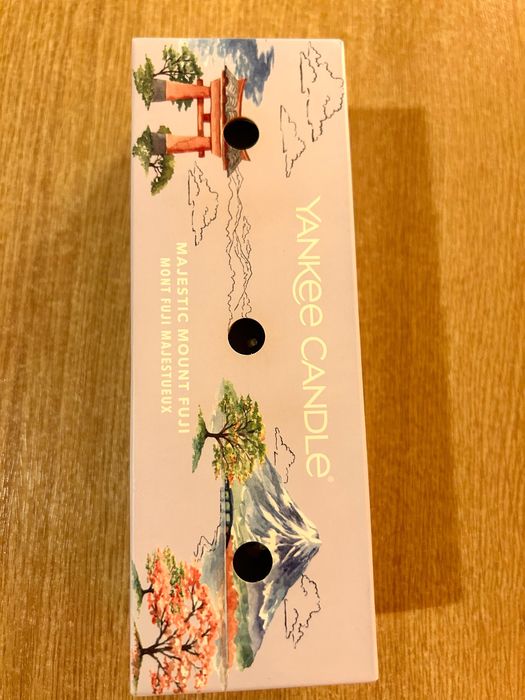 YANKEE CANDLE®
MAJESTIC MOUNT FUJI
MONT FUJI MAJESTUEUX